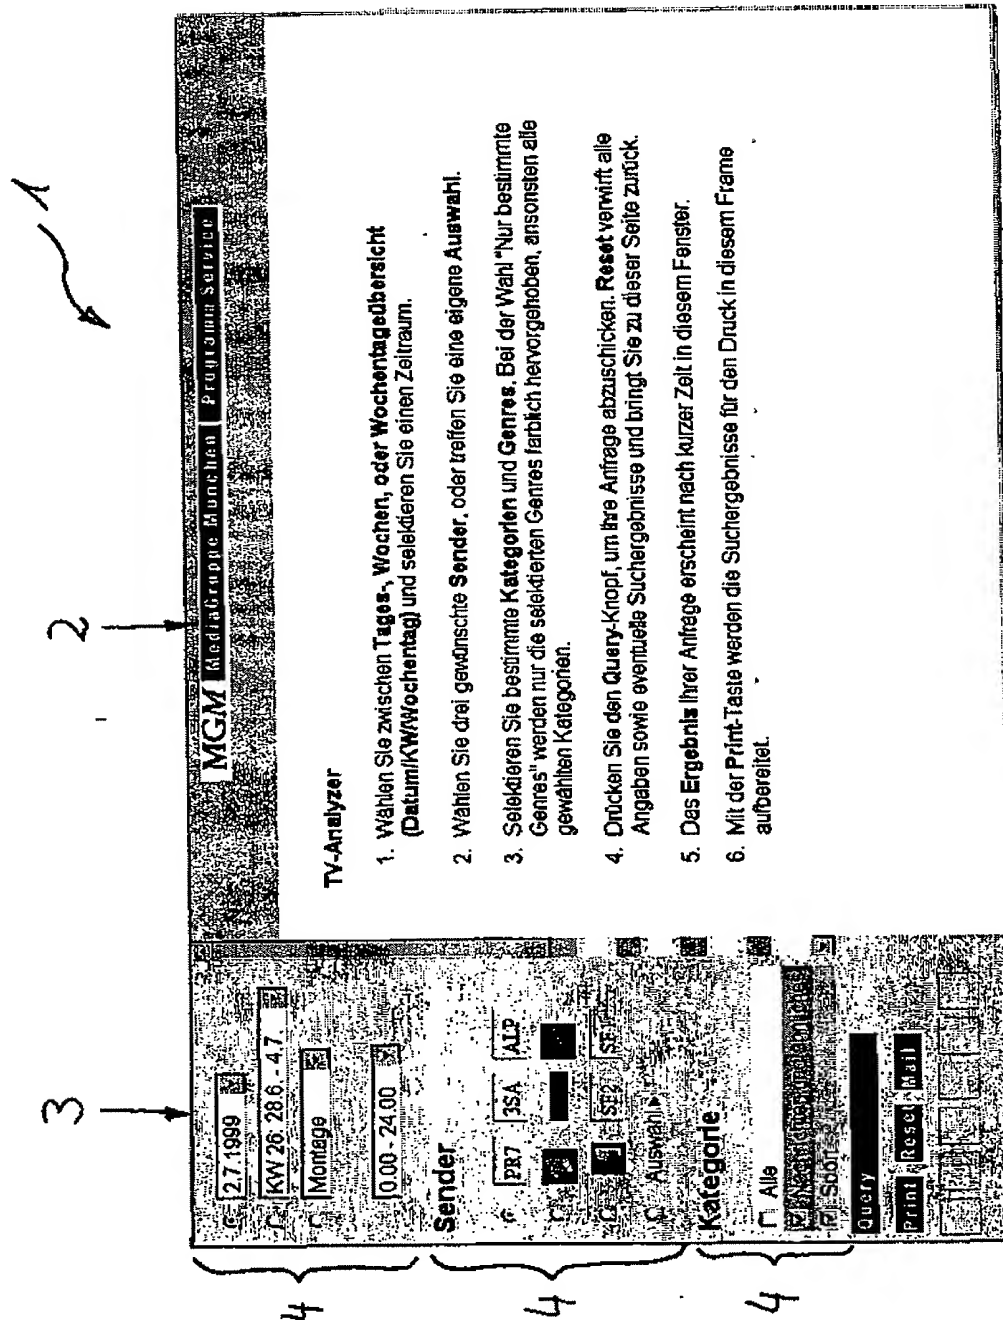 1
2
3
MGM MediaGruppe München Programm Service
2.7.1999
KW 26: 28.6. - 4.7.
Montage
0.00 - 24.00
Sender
PR7 3SA ALP
SF2 SF1
Auswahl
Kategorie
Alle
Query
Print Reset Mail
4
4
4
TV-Analyzer
1. Wählen Sie zwischen Tages-, Wochen, oder Wochentageübersicht
(Datum/KW/Wochentag) und selektieren Sie einen Zeitraum.
2. Wählen Sie drei gewünschte Sender, oder treffen Sie eine eigene Auswahl.
3. Selektieren Sie bestimmte Kategorien und Genres. Bei der Wahl "Nur bestimmte
Genres" werden nur die selektierten Genres farblich hervorgehoben, ansonsten alle
gewählten Kategorien.
4. Drücken Sie den Query-Knopf, um Ihre Anfrage abzuschicken. Reset verwirft alle
Angaben sowie eventuelle Suchergebnisse und bringt Sie zu dieser Seite zurück.
5. Das Ergebnis Ihrer Anfrage erscheint nach kurzer Zeit in diesem Fenster.
6. Mit der Print-Taste werden die Suchergebnisse für den Druck in diesem Frame
aufbereitet.